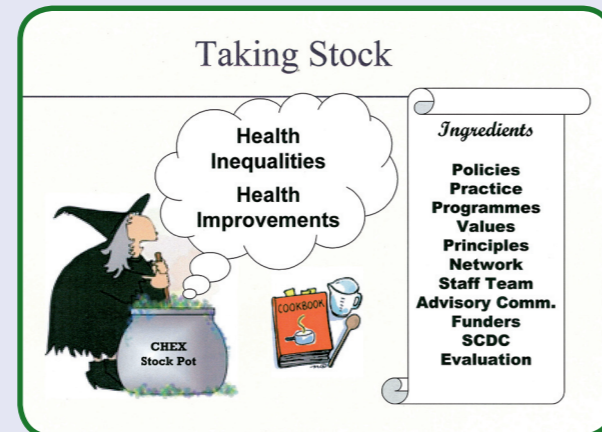 Taking Stock
Health
Inequalities
Health
Improvements
CHEX
Stock Pot
COOKBOOK
Ingredients
Policies
Practice
Programmes
Values
Principles
Network
Staff Team
Advisory Comm.
Funders
SCDC
Evaluation